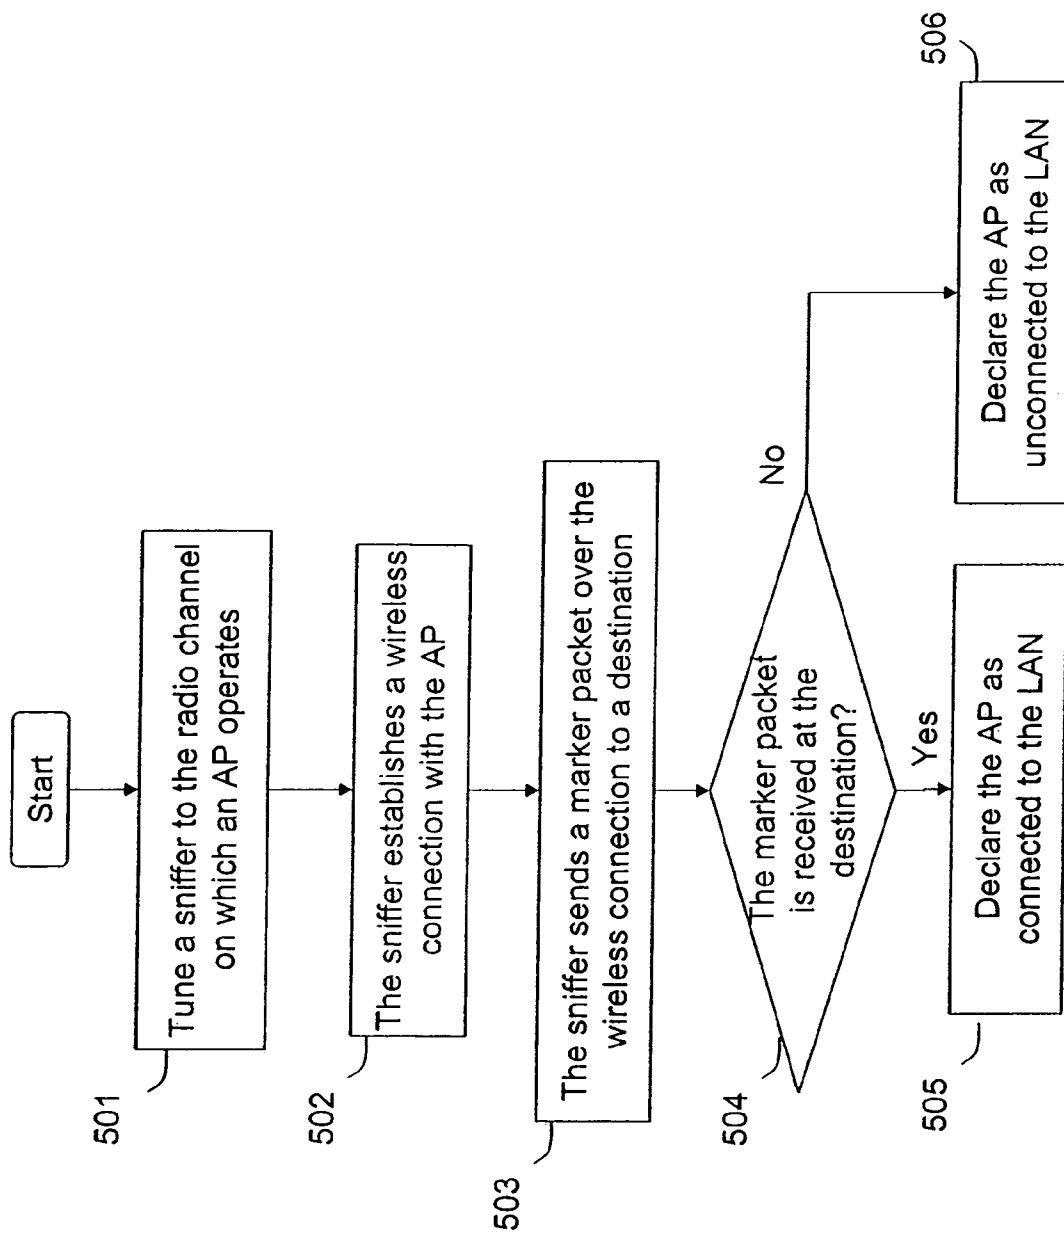 Start
501
Tune a sniffer to the radio channel
on which an AP operates
502
The sniffer establishes a wireless
connection with the AP
503
The sniffer sends a marker packet over the
wireless connection to a destination
504
The marker packet
is received at the
destination?
No
Yes
505
Declare the AP as
connected to the LAN
506
Declare the AP as
unconnected to the LAN